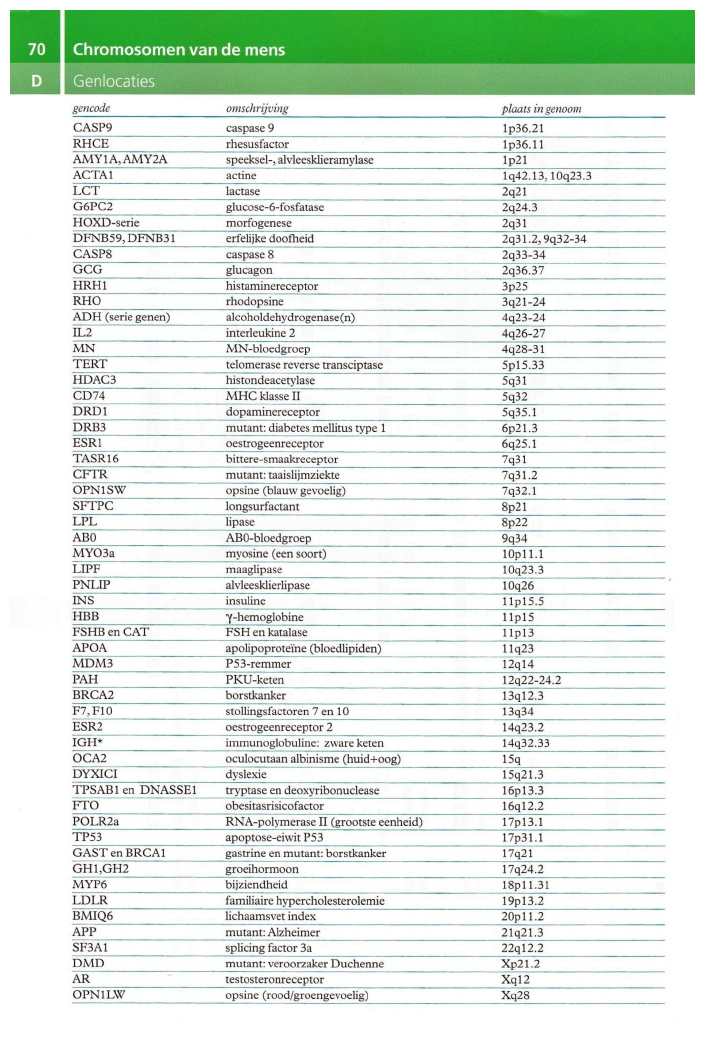 70 Chromosomen van de mens
D Genlocaties
gencode omschrijving plaats in genoom
CASP9 caspase 9 1p36.21
RHCE rhesusfactor 1p36.11
AMY1A, AMY2A speeksel-, alvleesklieramylase 1p21
ACTA1 actine 1q42.13, 10q23.3
LCT lactase 2q21
G6PC2 glucose-6-fosfatase 2q24.3
HOXD-serie morfogenese 2q31
DFNB59, DFNB31 erfelijke doofheid 2q31.2, 9q32-34
CASP8 caspase 8 2q33-34
GCG glucagon 2q36.37
HRH1 histaminereceptor 3p25
RHO rhodopsine 3q21-24
ADH (serie genen) alcoholdehydrogenase(n) 4q23-24
IL2 interleukine 2 4q26-27
MN MN-bloedgroep 4q28-31
TERT telomerase reverse transciptase 5p15.33
HDAC3 histondeacetylase 5q31
CD74 MHC klasse II 5q32
DRD1 dopaminereceptor 5q35.1
DRB3 mutant: diabetes mellitus type 1 6p21.3
ESR1 oestrogeenreceptor 6q25.1
TASR16 bittere-smaakreceptor 7q31
CFTR mutant: taaislijmziekte 7q31.2
OPN1SW opsine (blauw gevoelig) 7q32.1
SFTPC longsurfactant 8p21
LPL lipase 8p22
AB0 AB0-bloedgroep 9q34
MYO3a myosine (een soort) 10p11.1
LIPF maaglipase 10q23.3
PNLIP alvleesklierlipase 10q26
INS insuline 11p15.5
HBB γ-hemoglobine 11p15
FSHB en CAT FSH en katalase 11p13
APOA apolipoproteïne (bloedlipiden) 11q23
MDM3 P53-remmer 12q14
PAH PKU-keten 12q22-24.2
BRCA2 borstkanker 13q12.3
F7, F10 stollingsfactoren 7 en 10 13q34
ESR2 oestrogeenreceptor 2 14q23.2
IGH* immunoglobuline: zware keten 14q32.33
OCA2 oculocutaan albinisme (huid+oog) 15q
DYXICI dyslexie 15q21.3
TPSAB1 en DNASSE1 tryptase en deoxyribonuclease 16p13.3
FTO obesitasrisicofactor 16q12.2
POLR2a RNA-polymerase II (grootste eenheid) 17p13.1
TP53 apoptose-eiwit P53 17p31.1
GAST en BRCA1 gastrine en mutant: borstkanker 17q21
GH1,GH2 groeihormoon 17q24.2
MYP6 bijziendheid 18p11.31
LDLR familiaire hypercholesterolemie 19p13.2
BMIQ6 lichaamsvet index 20p11.2
APP mutant: Alzheimer 21q21.3
SF3A1 splicing factor 3a 22q12.2
DMD mutant: veroorzaker Duchenne Xp21.2
AR testosteronreceptor Xq12
OPN1LW opsine (rood/groengevoelig) Xq28